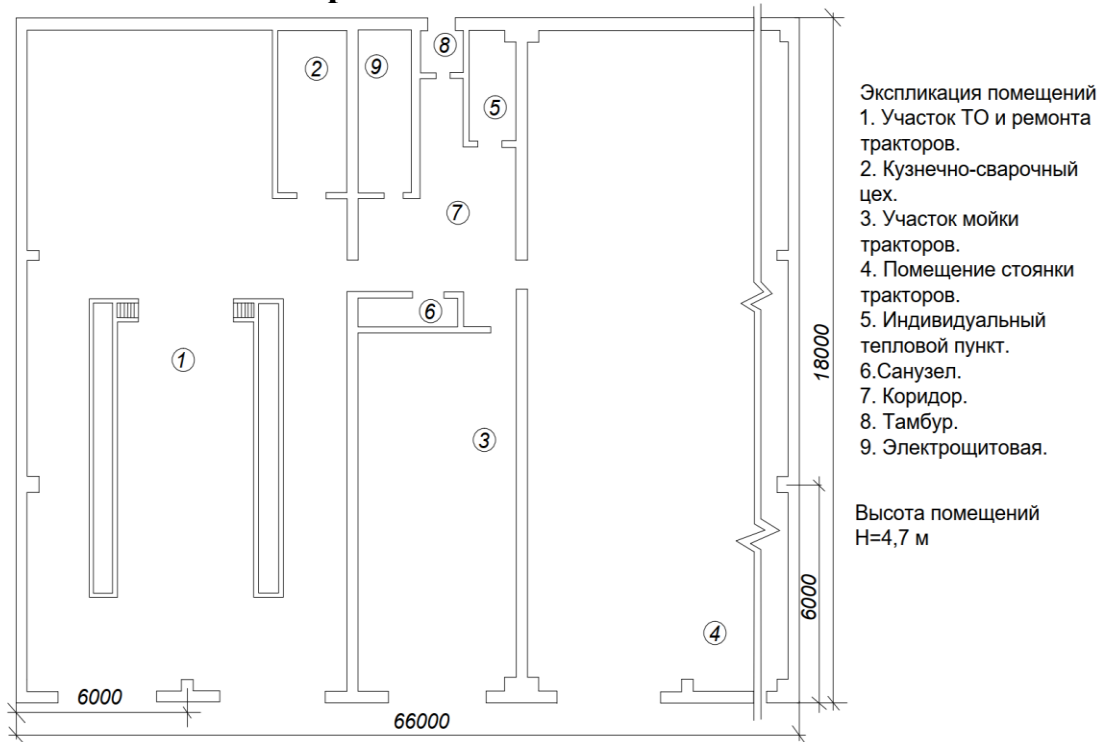 8
2
9
5
7
6
1
3
4
6000
66000
18000
6000
Экспликация помещений
1. Участок ТО и ремонта
тракторов.
2. Кузнечно-сварочный
цех.
3. Участок мойки
тракторов.
4. Помещение стоянки
тракторов.
5. Индивидуальный
тепловой пункт.
6.Санузел.
7. Коридор.
8. Тамбур.
9. Электрощитовая.
Высота помещений
Н=4,7 м